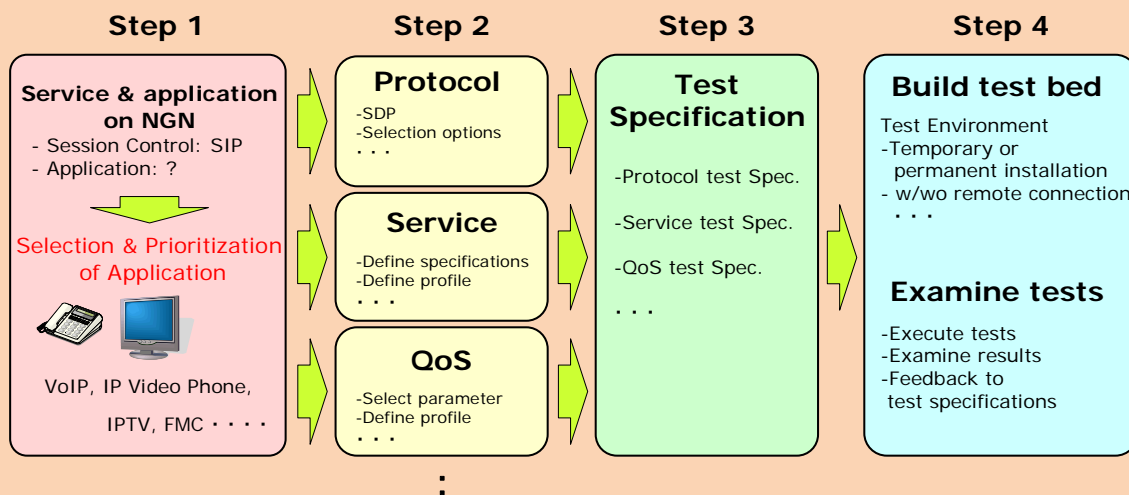 Step 1
Service & application
on NGN
- Session Control: SIP
- Application: ?
Selection & Prioritization
of Application
VoIP, IP Video Phone,
IPTV, FMC ・・・・
Step 2
Protocol
-SDP
-Selection options
・・・
Service
-Define specifications
-Define profile
・・・
QoS
-Select parameter
-Define profile
・・・
:
Step 3
Test
Specification
-Protocol test Spec.
-Service test Spec.
-QoS test Spec.
・・・
Step 4
Build test bed
Test Environment
-Temporary or
permanent installation
- w/wo remote connection
・・・
Examine tests
-Execute tests
-Examine results
-Feedback to
test specifications